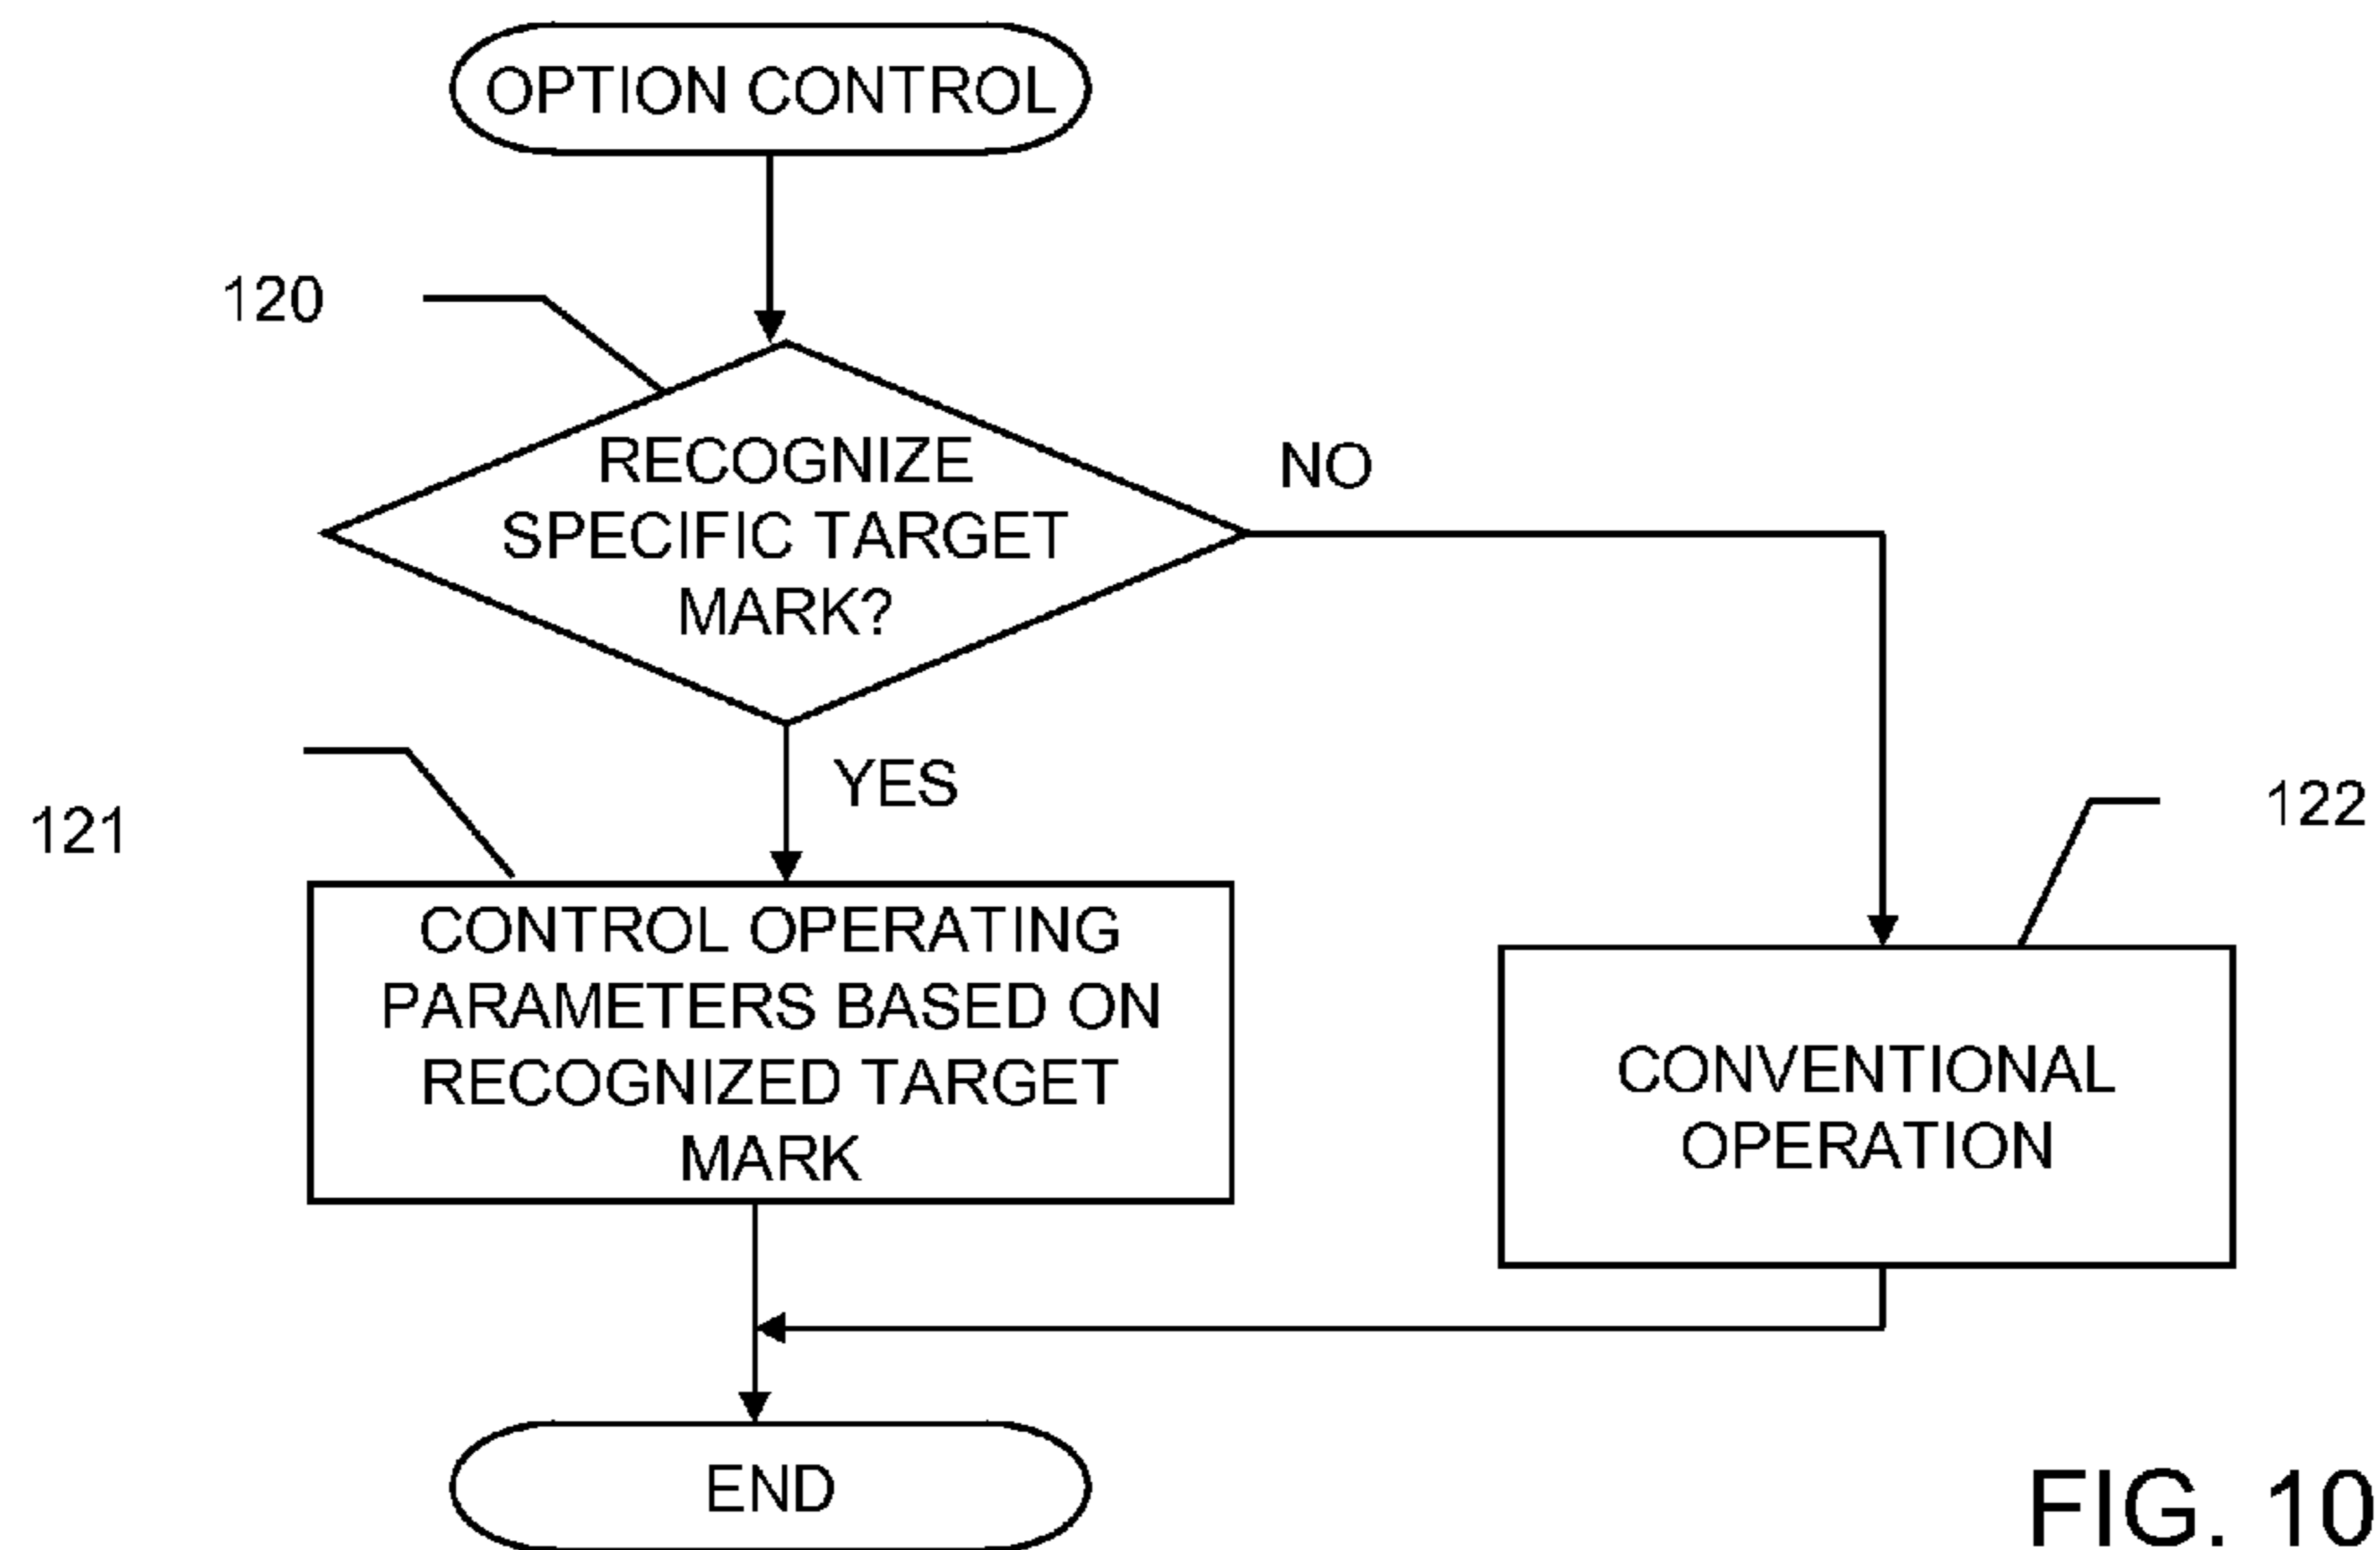 OPTION CONTROL
120
RECOGNIZE
SPECIFIC TARGET
MARK?
NO
YES
121
122
CONTROL OPERATING
PARAMETERS BASED ON
RECOGNIZED TARGET
MARK
CONVENTIONAL
OPERATION
END
FIG. 10